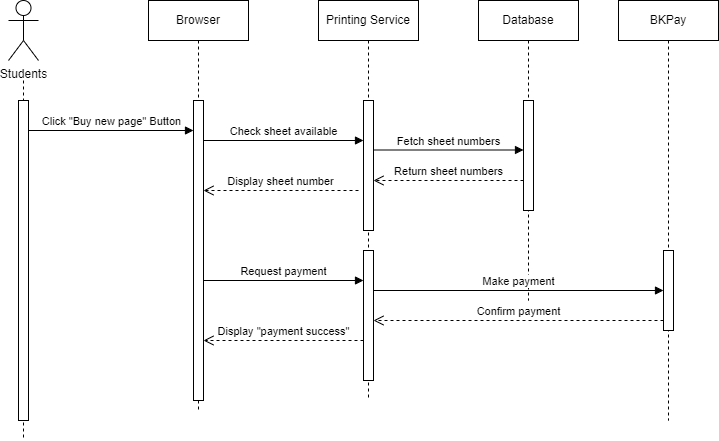 Browser
Printing Service
Database
BKPay
Students
Click "Buy new page" Button
Check sheet available
Fetch sheet numbers
Return sheet numbers
Display sheet number
Request payment
Make payment
Confirm payment
Display "payment success"